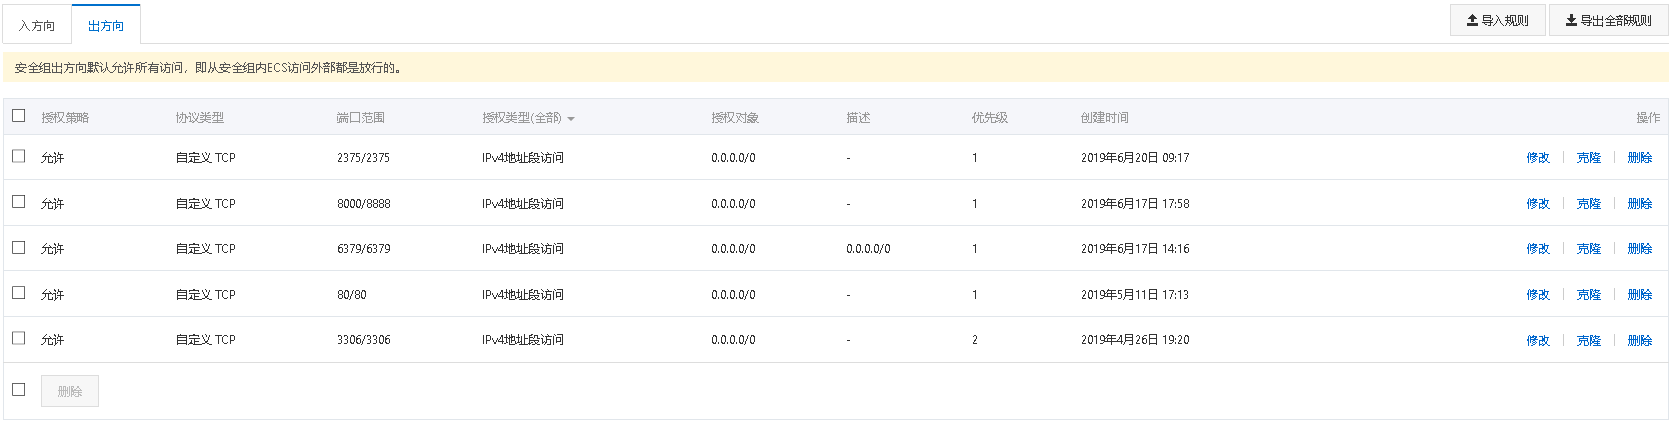 入方向 出方向 导入规则 导出全部规则
安全组出方向默认允许所有访问，即从安全组内ECS访问外部都是放行的。
授权策略 协议类型 端口范围 授权类型(全部) 授权对象 描述 优先级 创建时间 操作
允许 自定义 TCP 2375/2375 IPv4地址段访问 0.0.0.0/0 - 1 2019年6月20日 09:17 修改 克隆 删除
允许 自定义 TCP 8000/8888 IPv4地址段访问 0.0.0.0/0 - 1 2019年6月17日 17:58 修改 克隆 删除
允许 自定义 TCP 6379/6379 IPv4地址段访问 0.0.0.0/0 0.0.0.0/0 1 2019年6月17日 14:16 修改 克隆 删除
允许 自定义 TCP 80/80 IPv4地址段访问 0.0.0.0/0 - 1 2019年5月11日 17:13 修改 克隆 删除
允许 自定义 TCP 3306/3306 IPv4地址段访问 0.0.0.0/0 - 2 2019年4月26日 19:20 修改 克隆 删除
删除